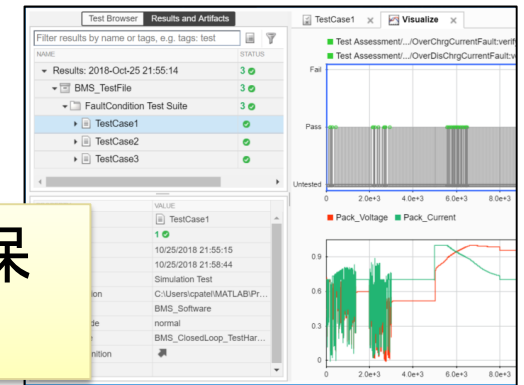 Test Browser Results and Artifacts
TestCase1 × Visualize ×
Filter results by name or tags, e.g. tags: test
NAME STATUS
Results: 2018-Oct-25 21:55:14 3
BMS_TestFile 3
FaultCondition Test Suite 3
TestCase1
TestCase2
TestCase3
VALUE
TestCase1
1
10/25/2018 21:55:15
10/25/2018 21:58:44
Simulation Test
C:\Users\cpatel\MATLAB\Pr...
BMS_Software
normal
BMS_ClosedLoop_TestHar...
Test Assessment/.../OverChrgCurrentFault:verif
Test Assessment/.../OverDisChrgCurrentFault:v
Fail
Pass
Untested
0 2.0e+3 4.0e+3 6.0e+3 8.0e+3
Pack_Voltage Pack_Current
0.9
0.6
0.3
0
0 2.0e+3 4.0e+3 6.0e+3 8.0e+3